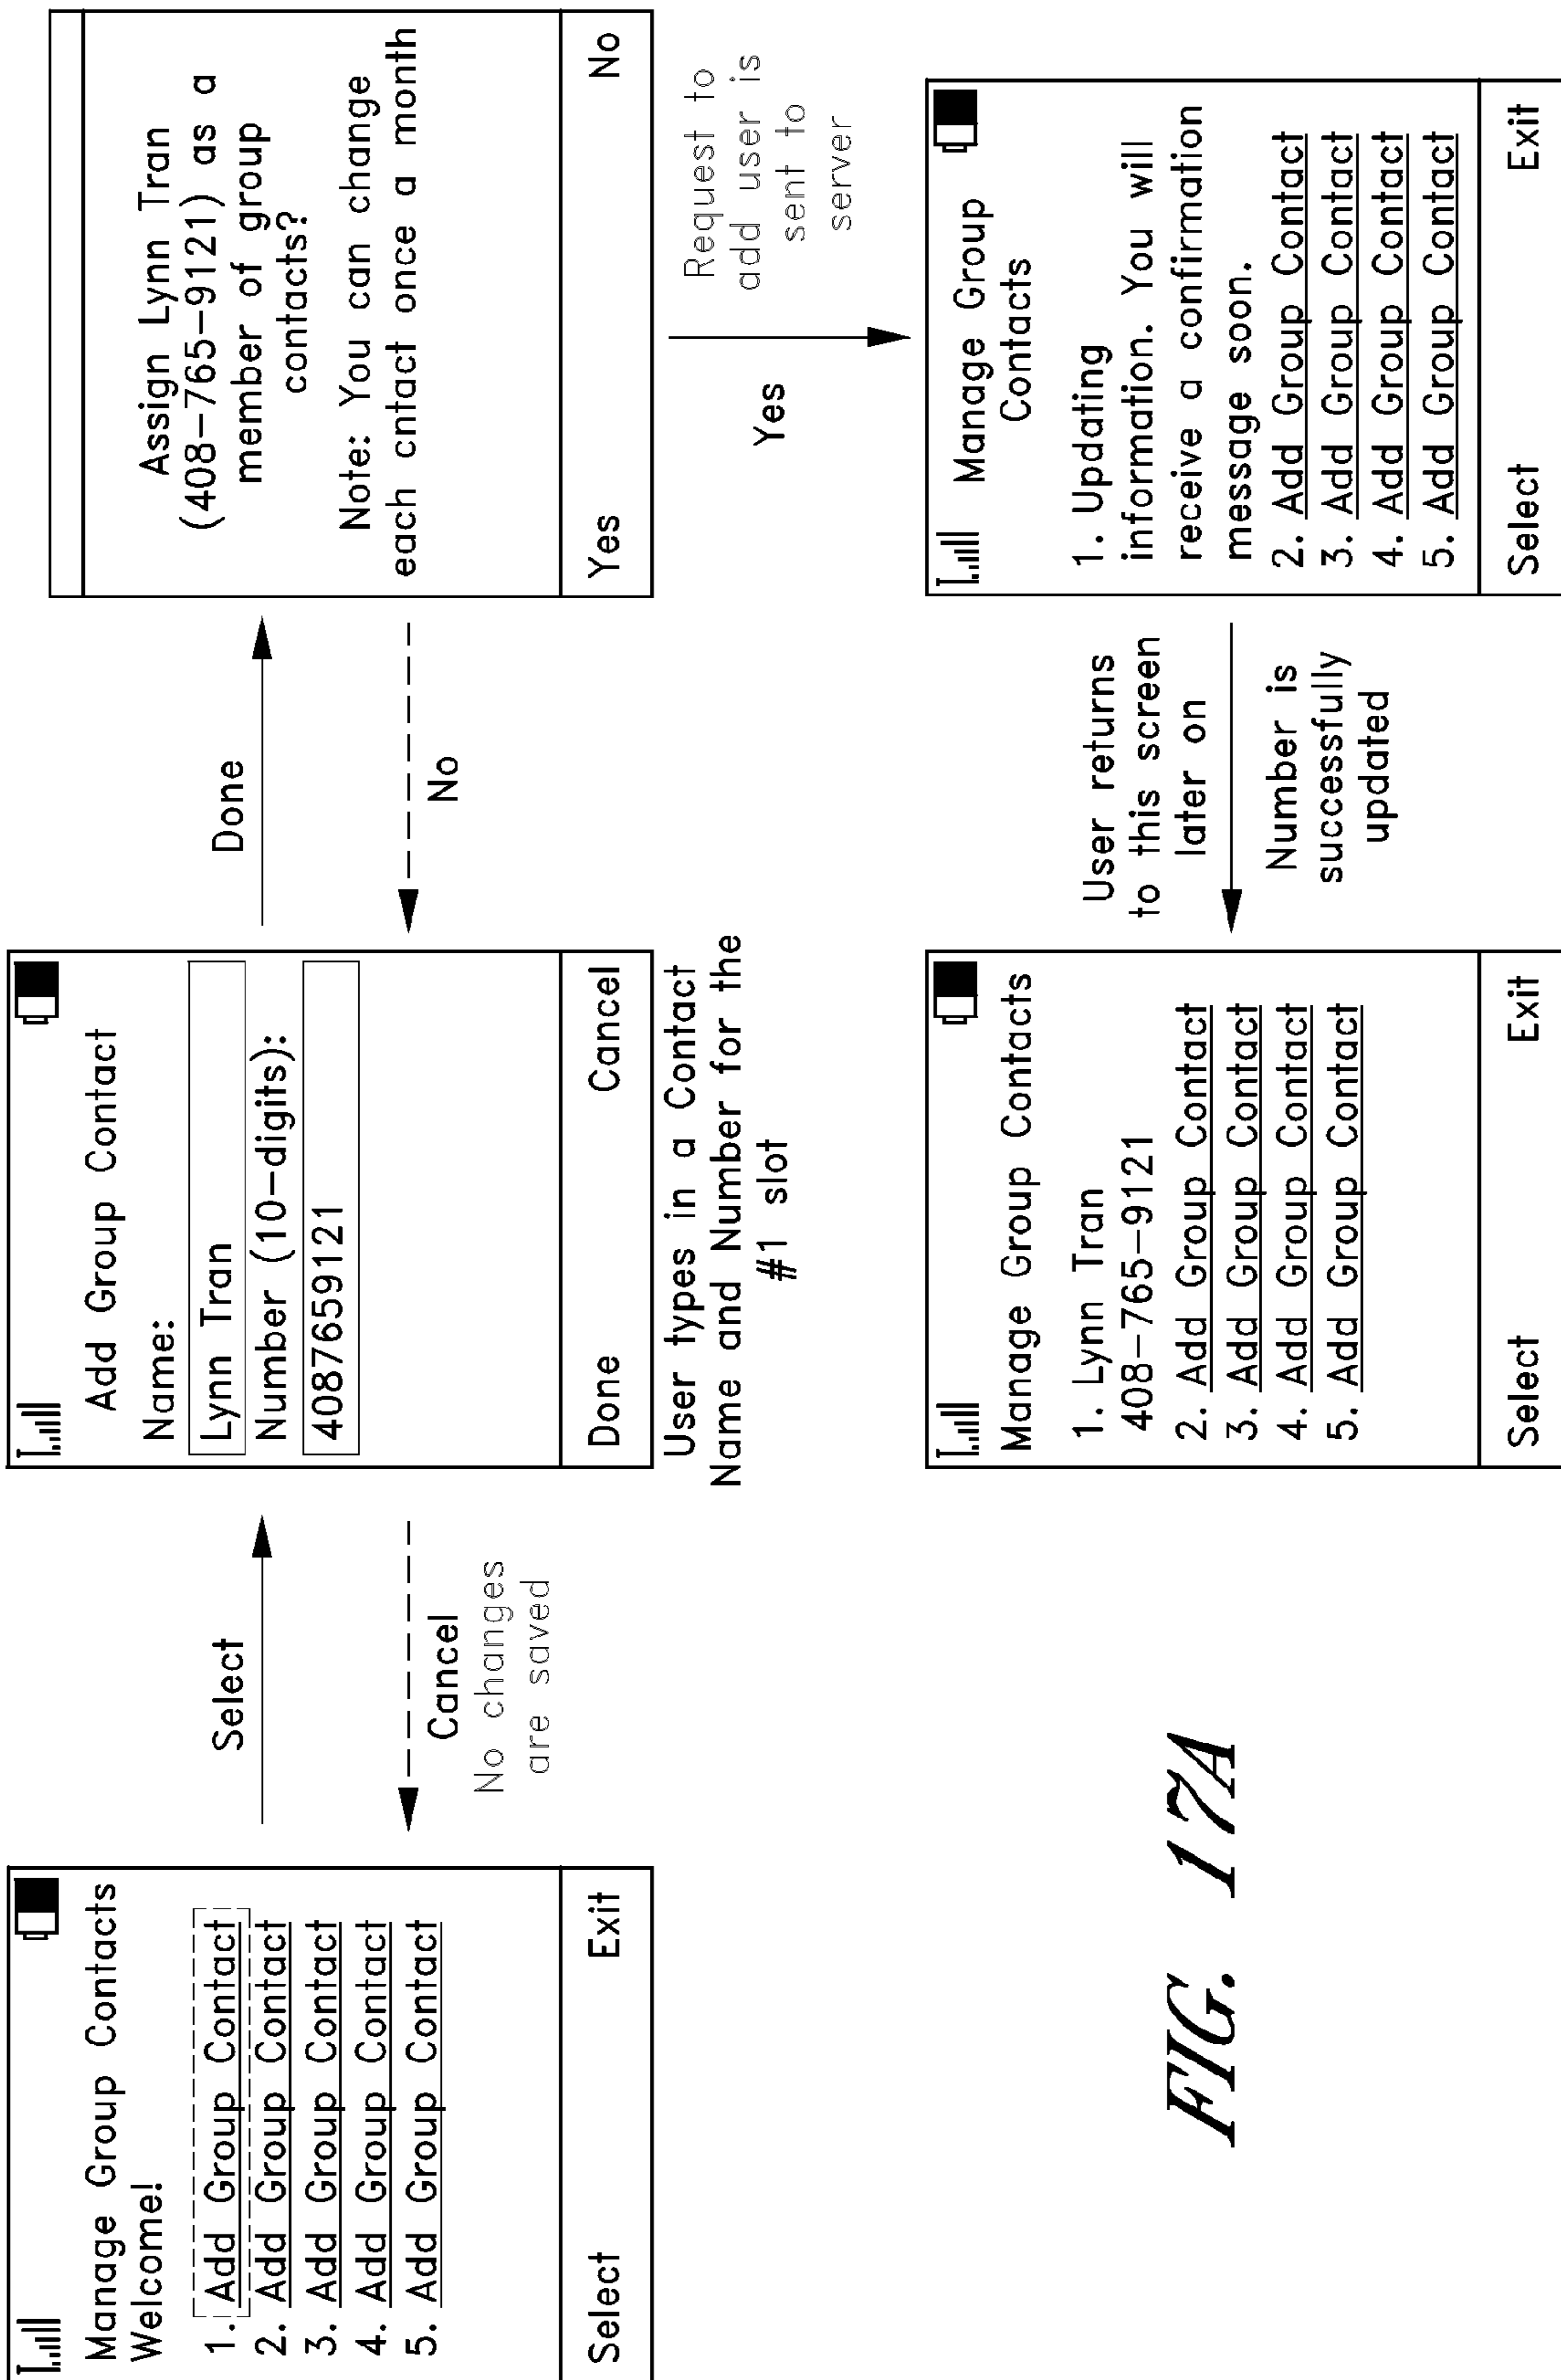 Manage Group Contacts
Welcome!
1. Add Group Contact
2. Add Group Contact
3. Add Group Contact
4. Add Group Contact
5. Add Group Contact
Select Exit
Select
Cancel
No changes
are saved
Add Group Contact
Name:
Lynn Tran
Number (10-digits):
4087659121
Done Cancel
User types in a Contact
Name and Number for the
#1 slot
Done
No
Assign Lynn Tran
(408-765-9121) as a
member of group
contacts?
Note: You can change
each cntact once a month
Yes No
Yes
Request to
add user is
sent to
server
Manage Group
Contacts
1. Updating
information. You will
receive a confirmation
message soon.
2. Add Group Contact
3. Add Group Contact
4. Add Group Contact
5. Add Group Contact
Select Exit
User returns
to this screen
later on
Number is
successfully
updated
Manage Group Contacts
1. Lynn Tran
408-765-9121
2. Add Group Contact
3. Add Group Contact
4. Add Group Contact
5. Add Group Contact
Select Exit
FIG. 17A